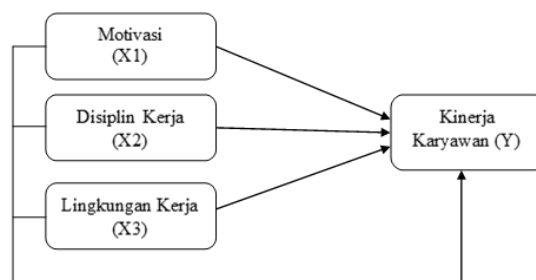 Motivasi
(X1)
Disiplin Kerja
(X2)
Lingkungan Kerja
(X3)
Kinerja
Karyawan (Y)